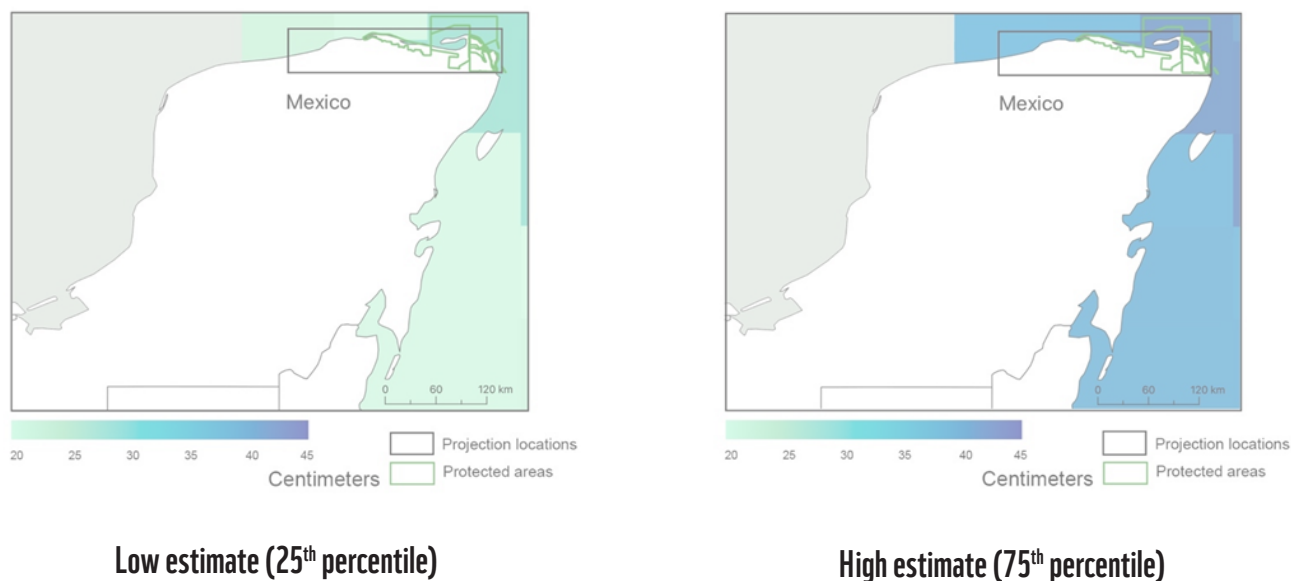 Mexico
0 60 120 km
20 25 30 35 40 45
Centimeters
Projection locations
Protected areas
Low estimate (25th percentile)
Mexico
0 60 120 km
20 25 30 35 40 45
Centimeters
Projection locations
Protected areas
High estimate (75th percentile)